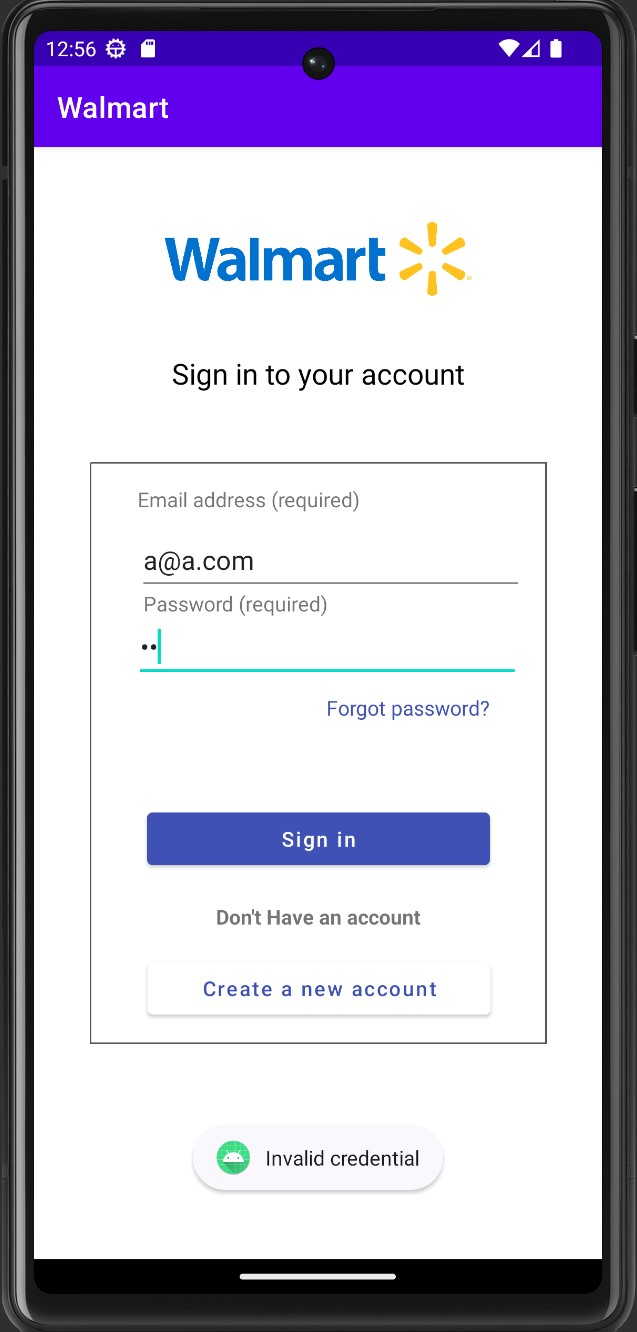 12:56
Walmart
Walmart
Sign in to your account
Email address (required)
a@a.com
Password (required)
••
Forgot password?
Sign in
Don't Have an account
Create a new account
Invalid credential